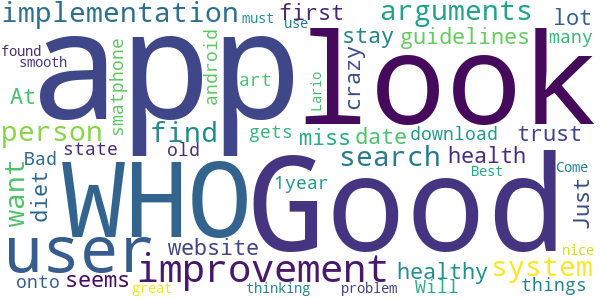 implementation
first
arguments
lot
app
look
stay
guidelines
many
must
use
found
smooth
smatphone
android
crazy
At
art
Lario
person
find
gets
miss
date
download
trust
state
old
search
health
Bad
WHO
Good
want
diet
1year
Best
Come
Just
user
website
onto
seems
improvement
healthy
system
nice
Will
things
great
thinking
problem